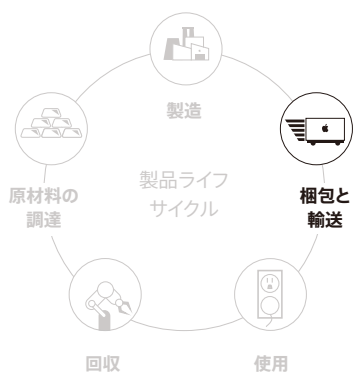 製造
梱包と
輸送
使用
回収
原材料の
調達
製品ライフ
サイクル